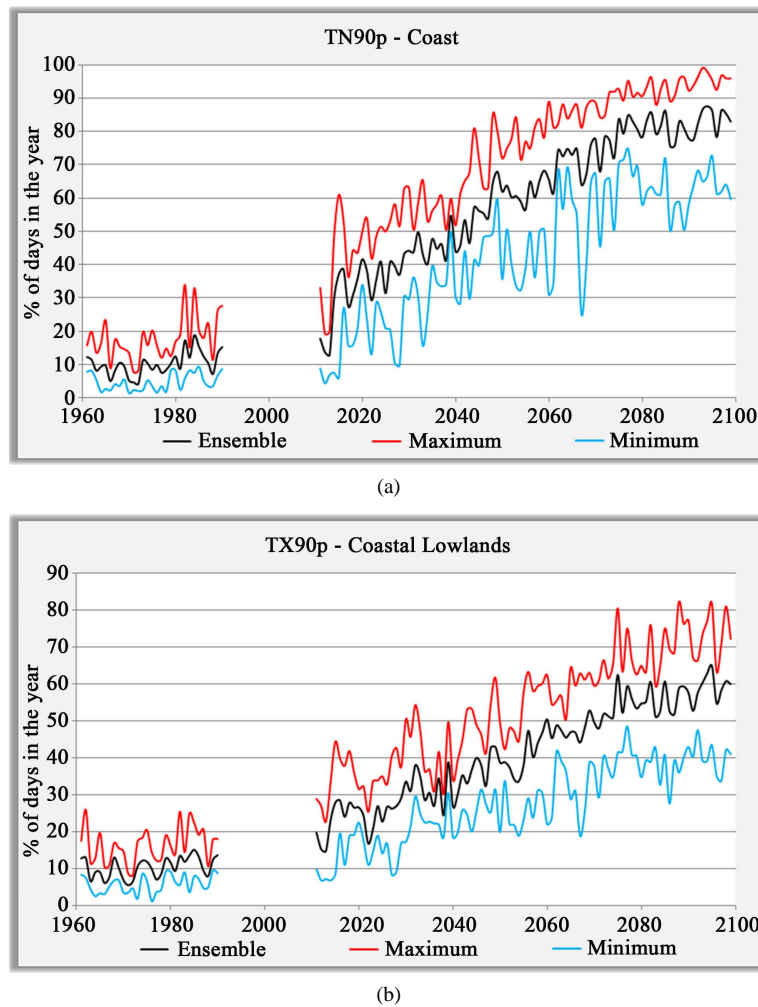 TN90p - Coast
% of days in the year
100
90
80
70
60
50
40
30
20
10
0
1960 1980 2000 2020 2040 2060 2080 2100
Ensemble Maximum Minimum
(a)
TX90p - Coastal Lowlands
% of days in the year
90
80
70
60
50
40
30
20
10
0
1960 1980 2000 2020 2040 2060 2080 2100
Ensemble Maximum Minimum
(b)